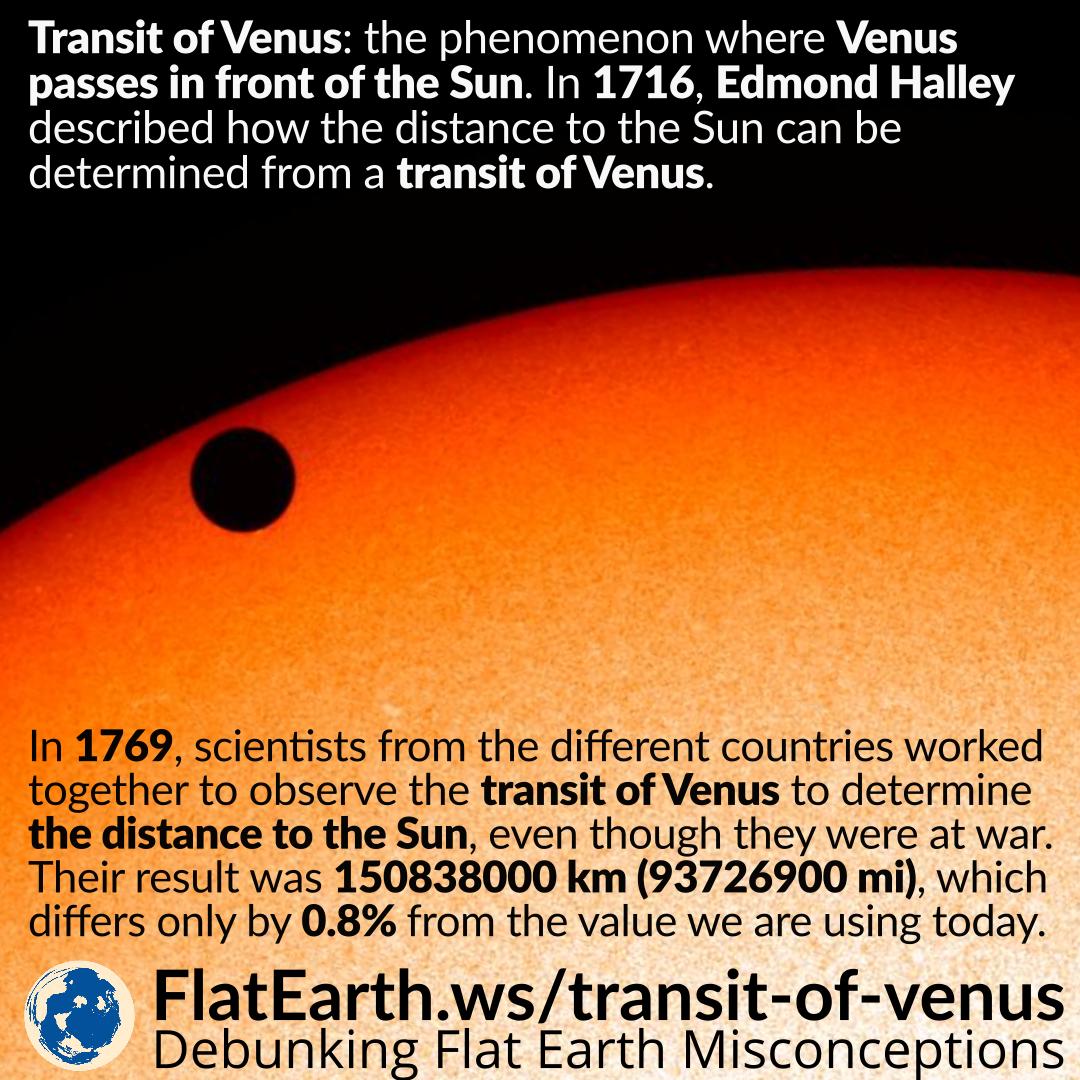 Transit of Venus: the phenomenon where Venus
passes in front of the Sun. In 1716, Edmond Halley
described how the distance to the Sun can be
determined from a transit of Venus.
In 1769, scientists from the different countries worked
together to observe the transit of Venus to determine
the distance to the Sun, even though they were at war.
Their result was 150838000 km (93726900 mi), which
differs only by 0.8% from the value we are using today.
FlatEarth.ws/transit-of-venus
Debunking Flat Earth Misconceptions